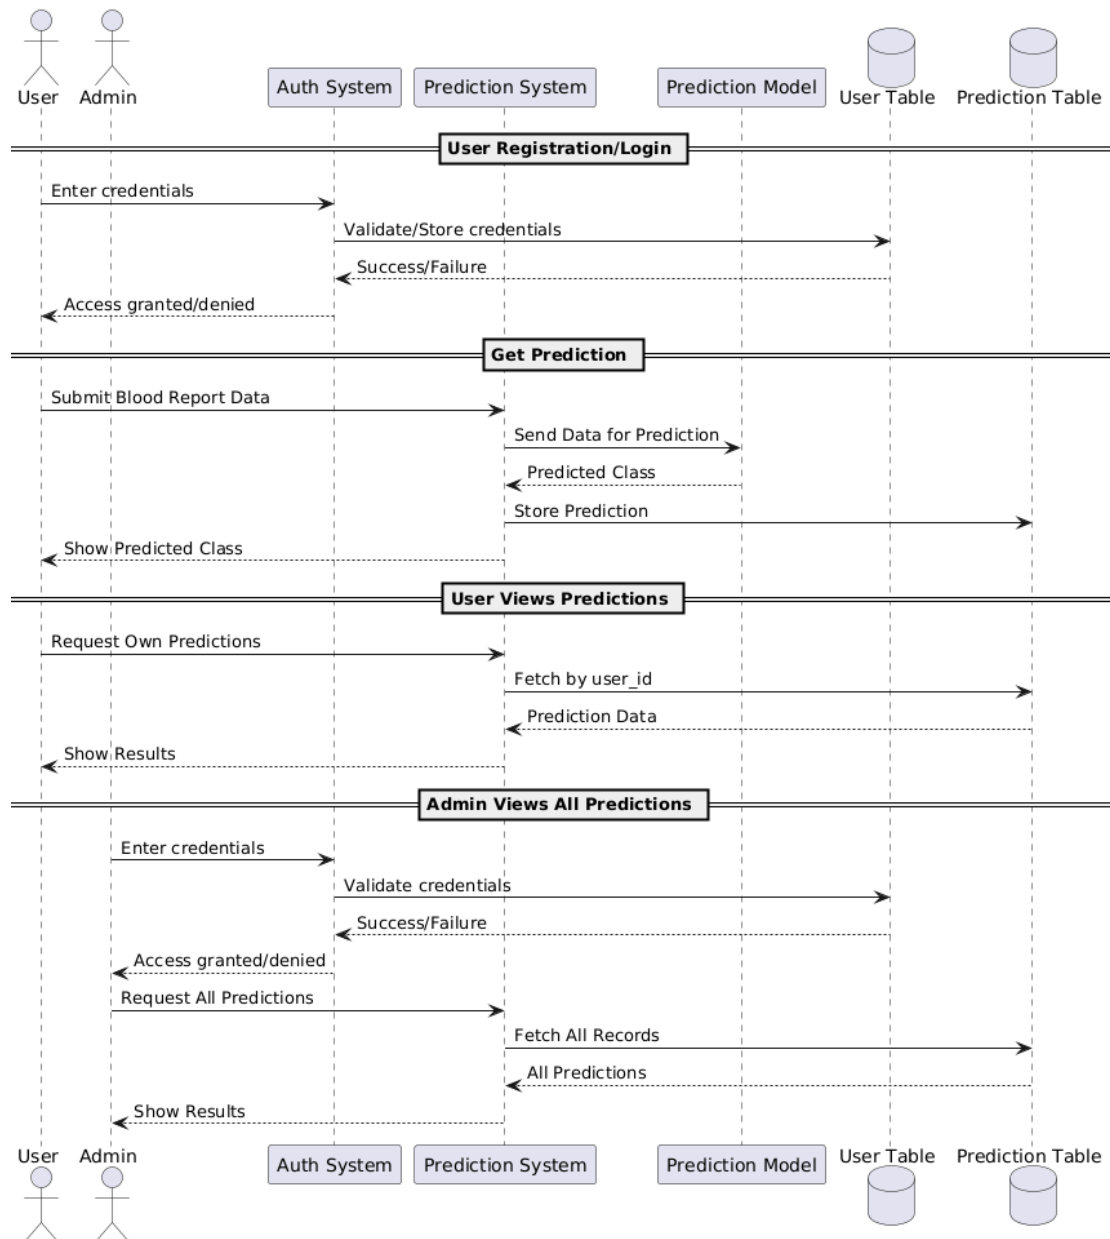 User
Admin
Auth System
Prediction System
Prediction Model
User Table
Prediction Table
User Registration/Login
Enter credentials
Validate/Store credentials
Success/Failure
Access granted/denied
Get Prediction
Submit Blood Report Data
Send Data for Prediction
Predicted Class
Store Prediction
Show Predicted Class
User Views Predictions
Request Own Predictions
Fetch by user_id
Prediction Data
Show Results
Admin Views All Predictions
Enter credentials
Validate credentials
Success/Failure
Access granted/denied
Request All Predictions
Fetch All Records
All Predictions
Show Results
User
Admin
Auth System
Prediction System
Prediction Model
User Table
Prediction Table